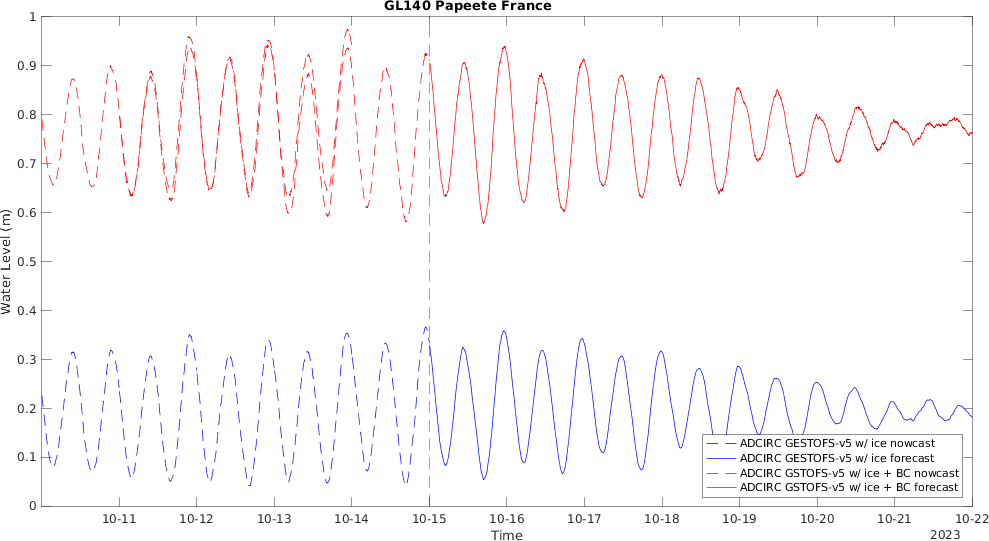 GL140 Papeete France
1
0.9
0.8
0.7
0.6
0.5
0.4
0.3
0.2
0.1
0
Water Level (m)
ADCIRC GESTOFS-v5 w/ ice nowcast
ADCIRC GESTOFS-v5 w/ ice forecast
ADCIRC GSTOFS-v5 w/ ice + BC nowcast
ADCIRC GSTOFS-v5 w/ ice + BC forecast
10-11 10-12 10-13 10-14 10-15 10-16 10-17 10-18 10-19 10-20 10-21 10-22
Time
2023